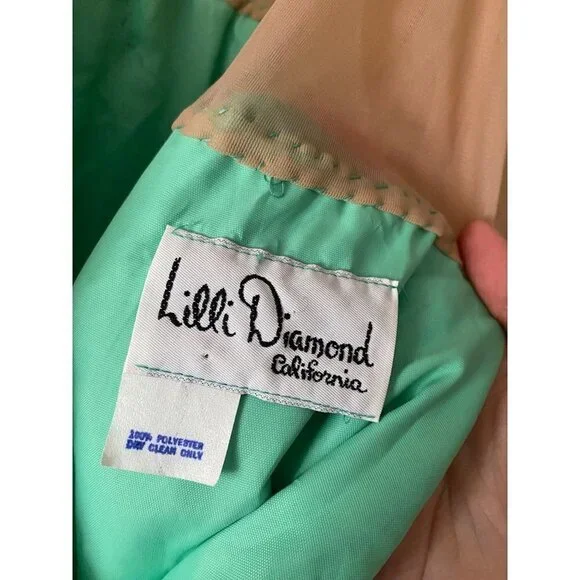 Lilli Diamond
California
100% POLYESTER
DRY CLEAN ONLY